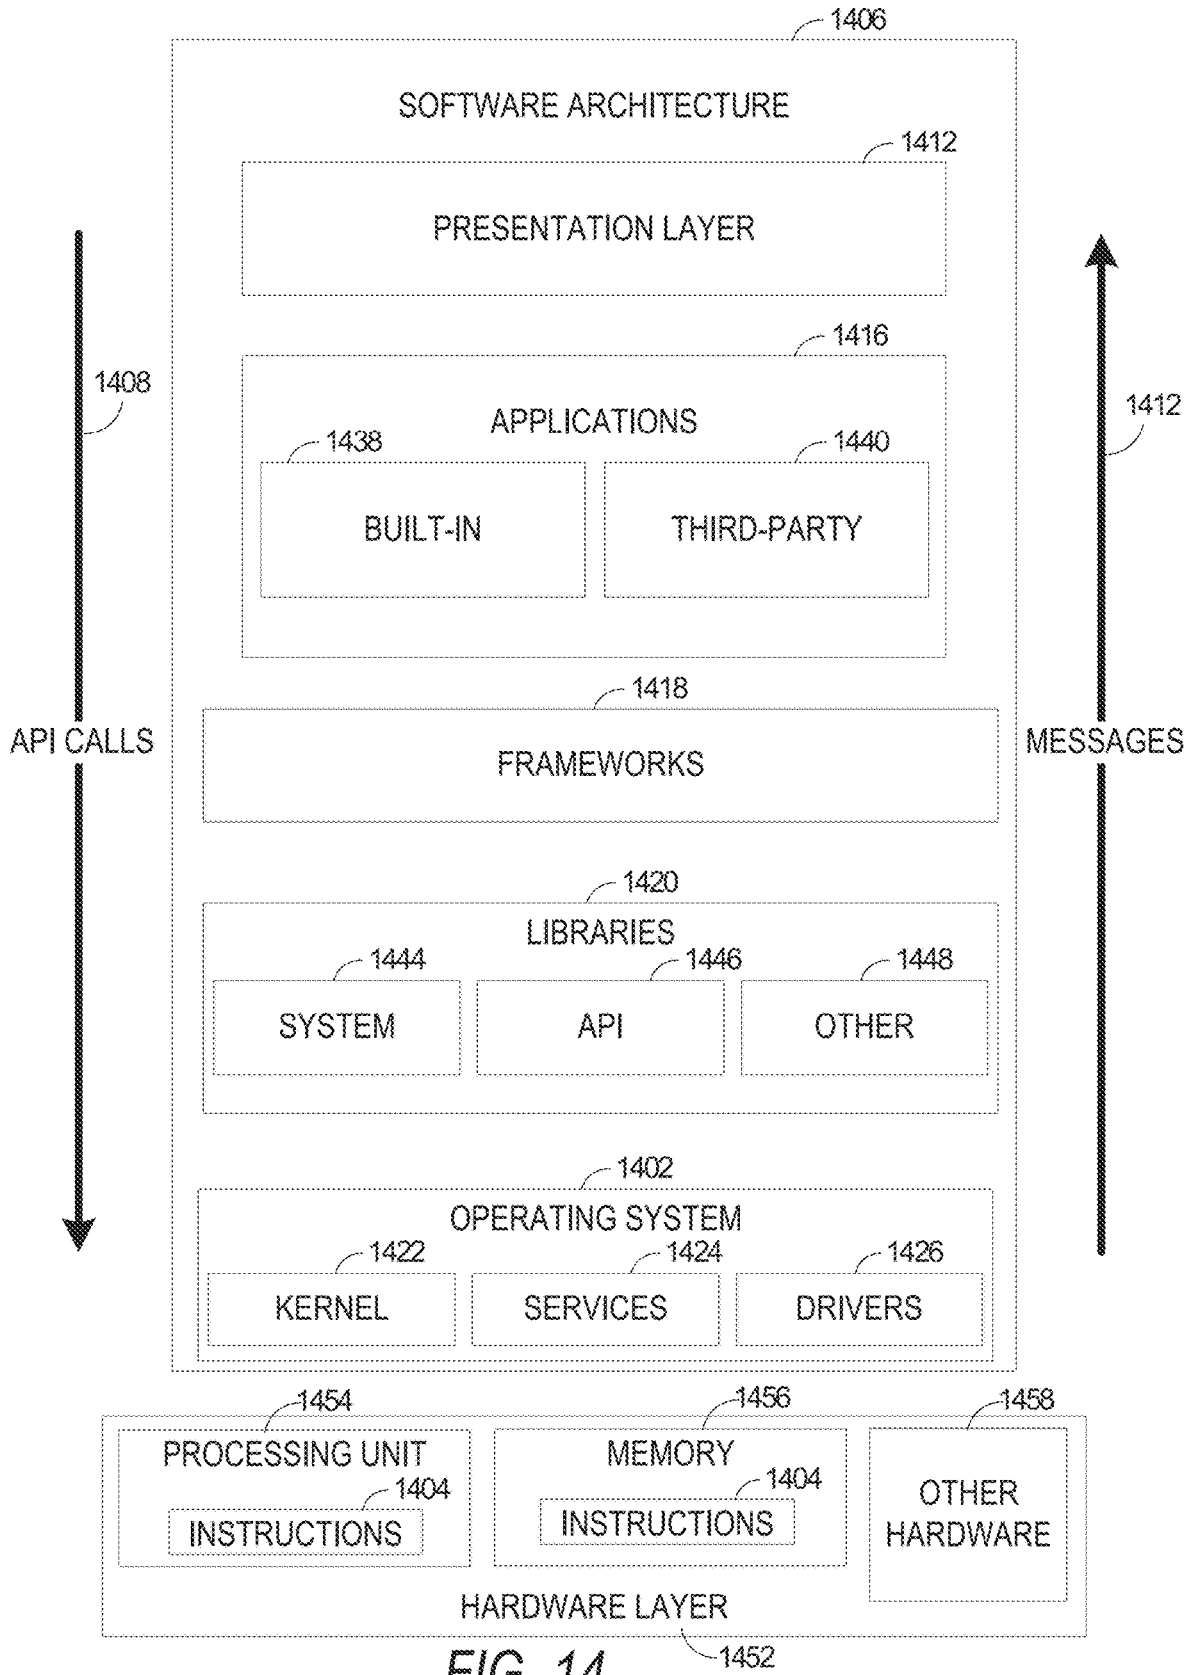 1406
SOFTWARE ARCHITECTURE
1412
PRESENTATION LAYER
1416
1408
1412
APPLICATIONS
1438
1440
BUILT-IN
THIRD-PARTY
1418
API CALLS
MESSAGES
FRAMEWORKS
1420
LIBRARIES
1444
1446
1448
SYSTEM
API
OTHER
1402
OPERATING SYSTEM
1422
1424
1426
KERNEL
SERVICES
DRIVERS
1454
1456
1458
PROCESSING UNIT
MEMORY
1404
1404
INSTRUCTIONS
INSTRUCTIONS
OTHER
HARDWARE
HARDWARE LAYER
1452
FIG. 14